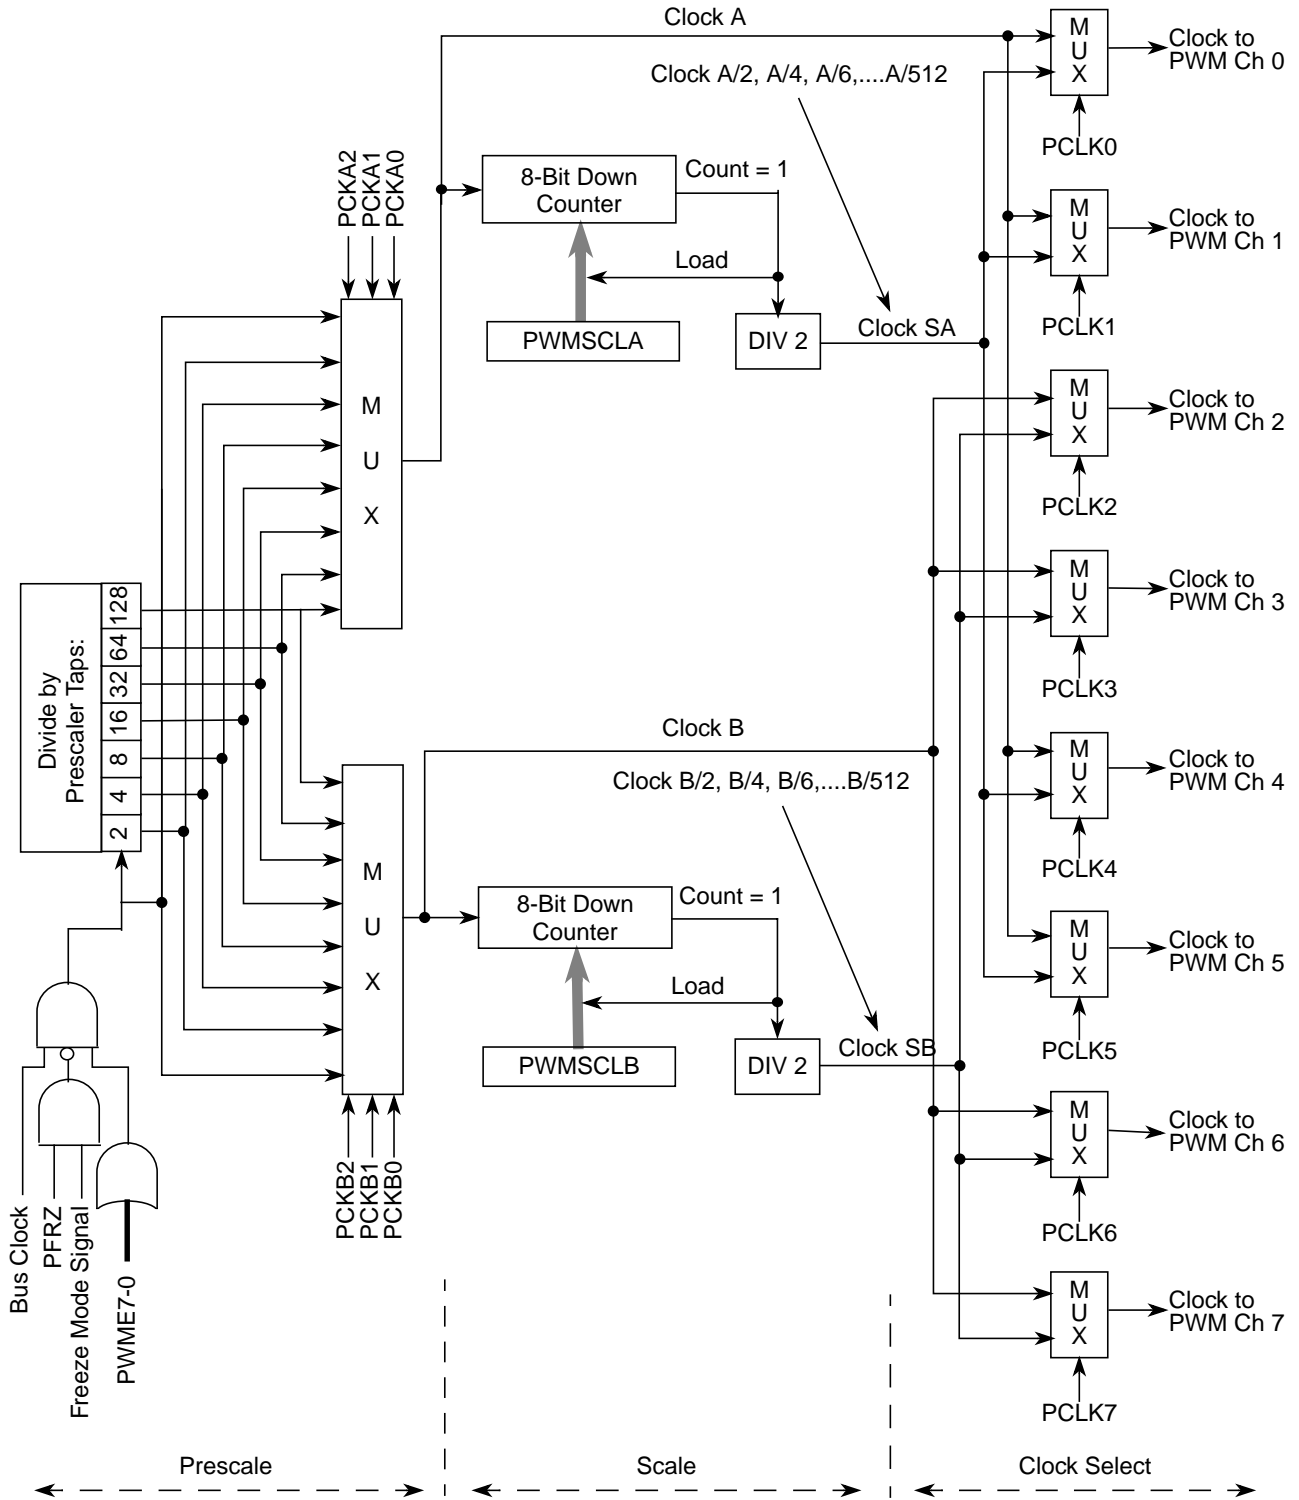 Clock A
Clock A/2, A/4, A/6,....A/512
M
U
X
Clock to
PWM Ch 0
PCLK0
PCKA2
PCKA1
PCKA0
8-Bit Down
Counter
Count = 1
Load
PWMSCLA
DIV 2
Clock SA
M
U
X
Clock to
PWM Ch 1
PCLK1
M
U
X
M
U
X
Clock to
PWM Ch 2
PCLK2
M
U
X
Clock to
PWM Ch 3
PCLK3
Divide by
Prescaler Taps:
128
64
32
16
8
4
2
Clock B
Clock B/2, B/4, B/6,....B/512
M
U
X
Clock to
PWM Ch 4
PCLK4
M
U
X
8-Bit Down
Counter
Count = 1
Load
PWMSCLB
DIV 2
Clock SB
M
U
X
Clock to
PWM Ch 5
PCLK5
PCKB2
PCKB1
PCKB0
M
U
X
Clock to
PWM Ch 6
PCLK6
Bus Clock
PFRZ
Freeze Mode Signal
PWME7-0
M
U
X
Clock to
PWM Ch 7
PCLK7
Prescale
Scale
Clock Select